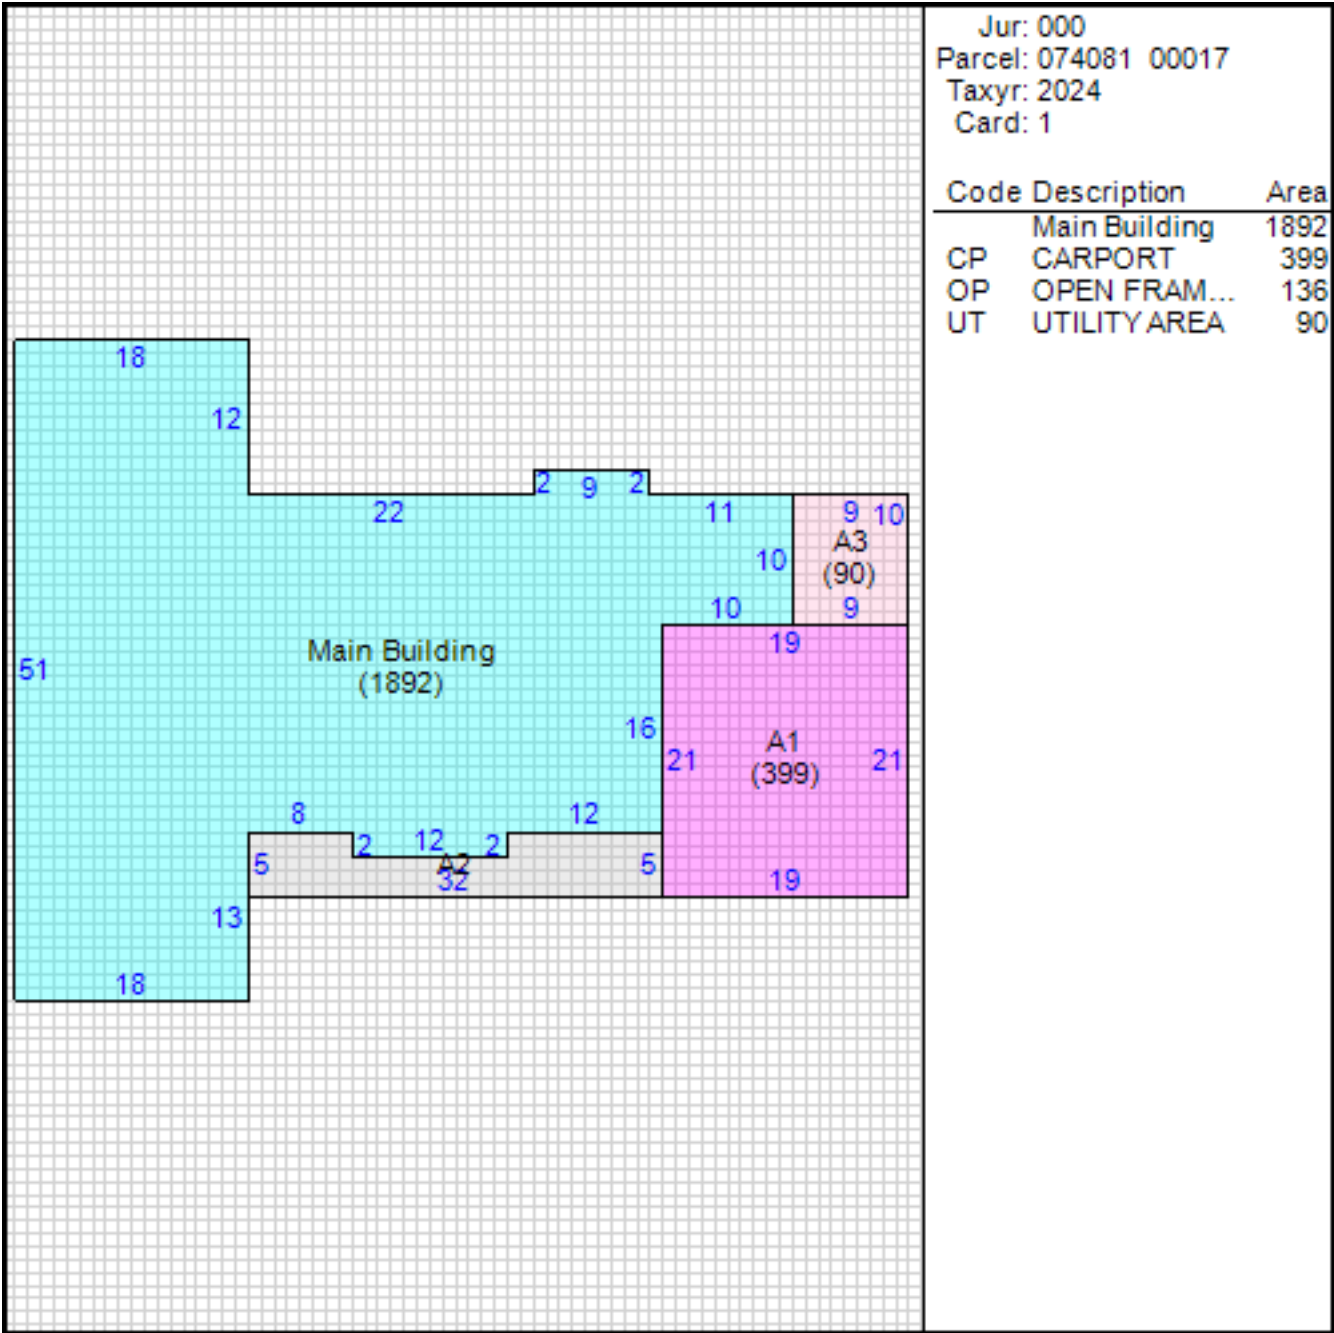 Jur: 000
Parcel: 074081 00017
Taxyr: 2024
Card: 1
Code Description Area
Main Building 1892
CP CARPORT 399
OP OPEN FRAM... 136
UT UTILITY AREA 90
18
12
2 9 2
22 11 9 10
A3
10 (90)
10 9
19
Main Building
(1892)
51
16
A1
21 (399) 21
8 12
2 12 2
A2
5 32 5 19
13
18